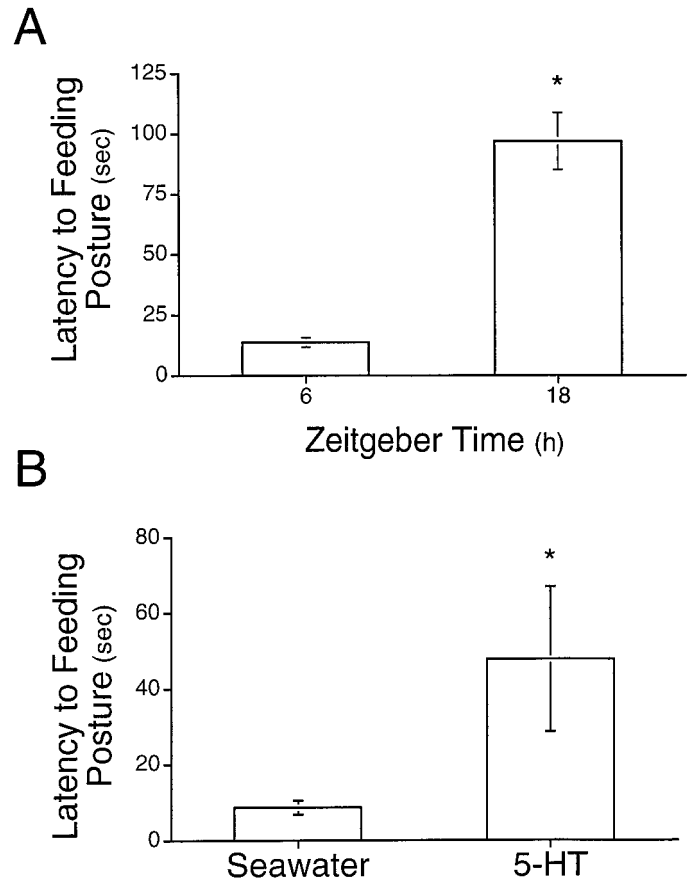 A
Latency to Feeding
Posture (sec)
125
100
75
50
25
0
*
6
18
Zeitgeber Time (h)
B
Latency to Feeding
Posture (sec)
80
60
40
20
0
*
Seawater
5-HT